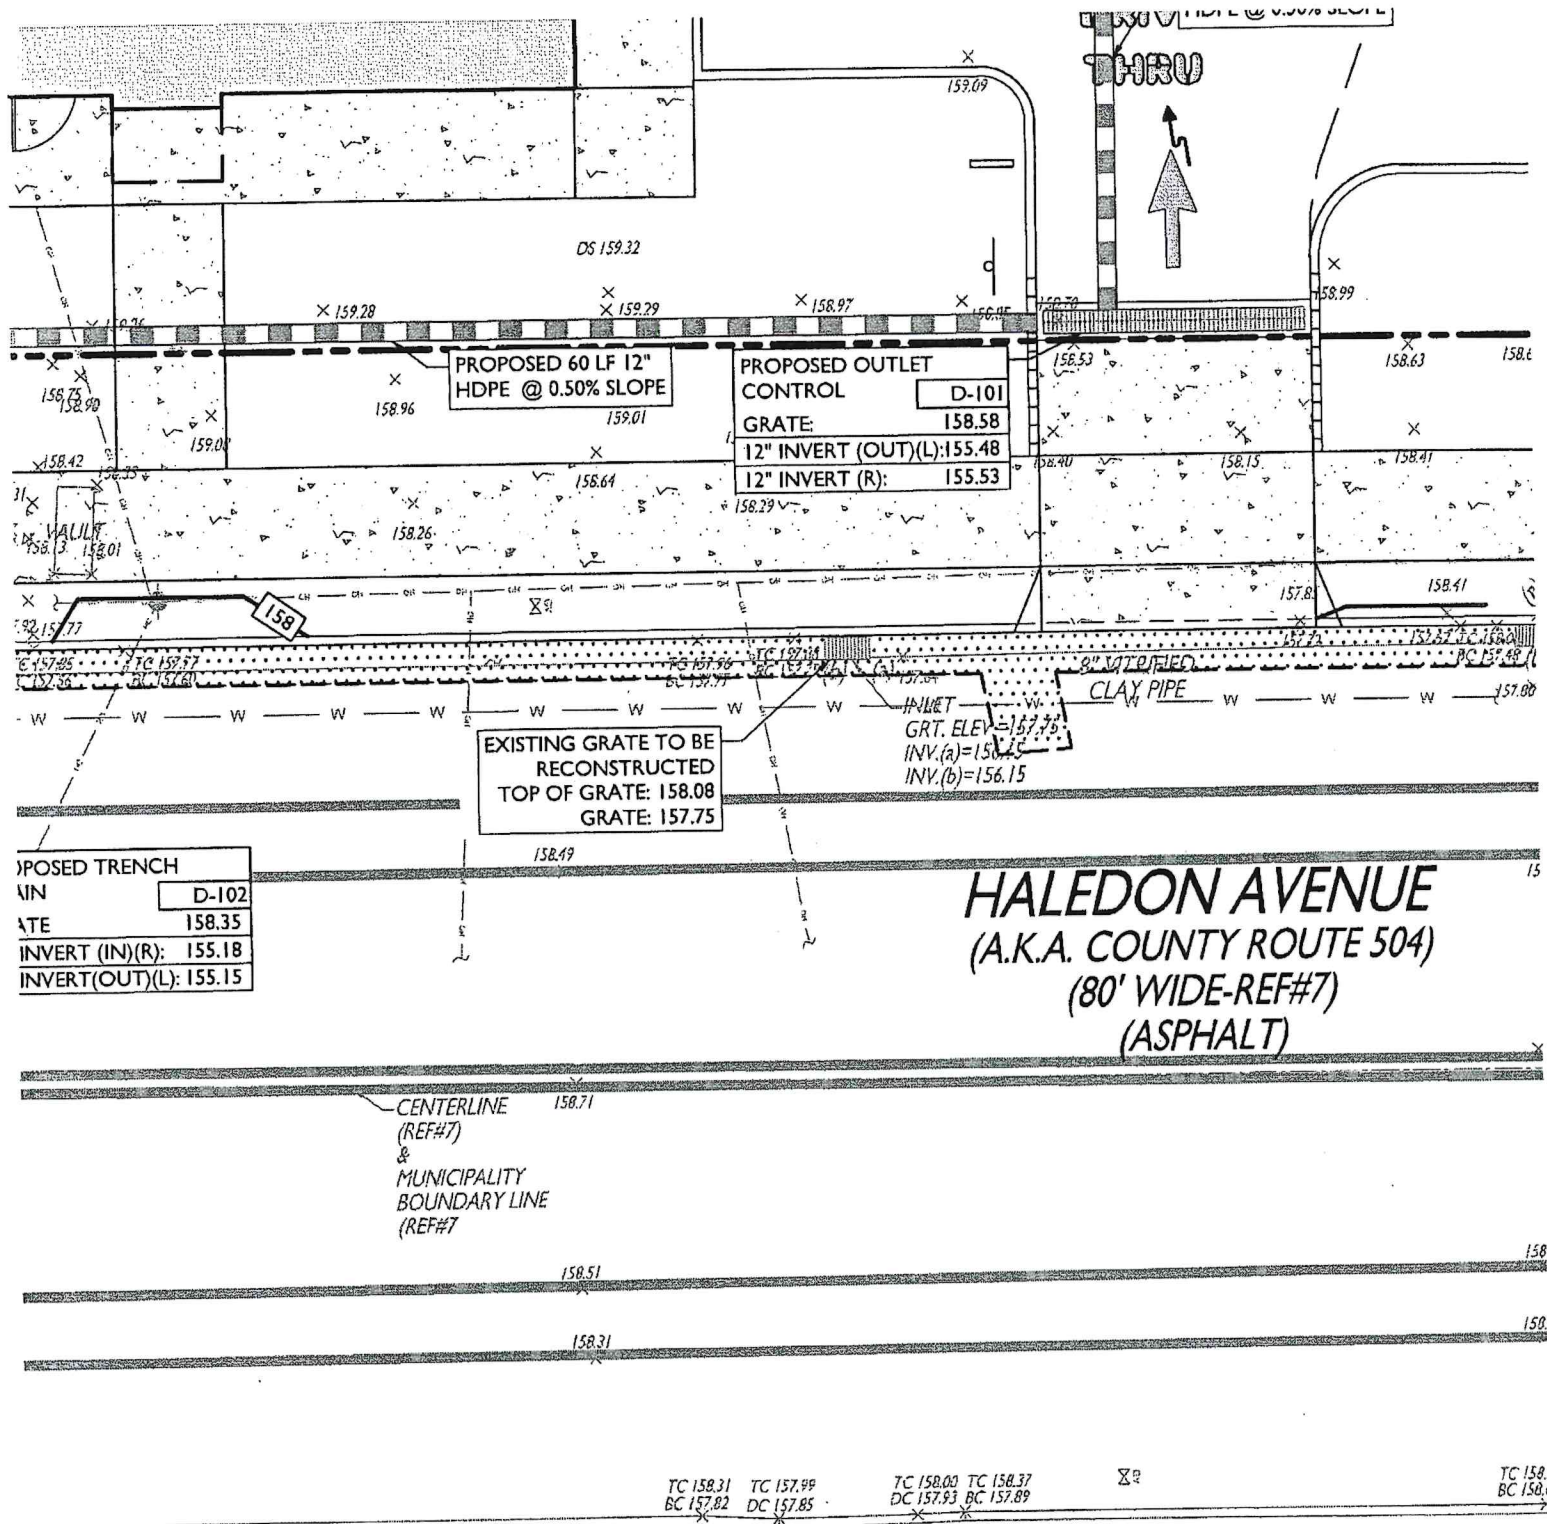 HDPE @ 0.50% SLOPE
THRU
159.09
DS 159.32
159.28
159.29
158.97
158.99
PROPOSED 60 LF 12"
HDPE @ 0.50% SLOPE
PROPOSED OUTLET
CONTROL D-101
GRATE: 158.58
12" INVERT (OUT)(L): 155.48
12" INVERT (R): 155.53
158.53
158.63
158.75
158.90
158.96
159.01
158.42
158.64
158.40
158.15
158.41
158.29
158.26
VAULT
158.01
158
158.41
8" VITRIFIED
CLAY PIPE
W W W W W W W W W W W W W
INLET
GRT. ELEV=157.75
INV.(b)=156.15
EXISTING GRATE TO BE
RECONSTRUCTED
TOP OF GRATE: 158.08
GRATE: 157.75
158.49
D-102
158.35
INVERT (IN)(R): 155.18
INVERT(OUT)(L): 155.15
HALEDON AVENUE
(A.K.A. COUNTY ROUTE 504)
(80' WIDE-REF#7)
(ASPHALT)
CENTERLINE
(REF#7)
&
MUNICIPALITY
BOUNDARY LINE
(REF#7
158.71
158.51
158.31
TC 158.31 TC 157.99 TC 158.00 TC 158.37
BC 157.82 DC 157.85 DC 157.93 BC 157.89